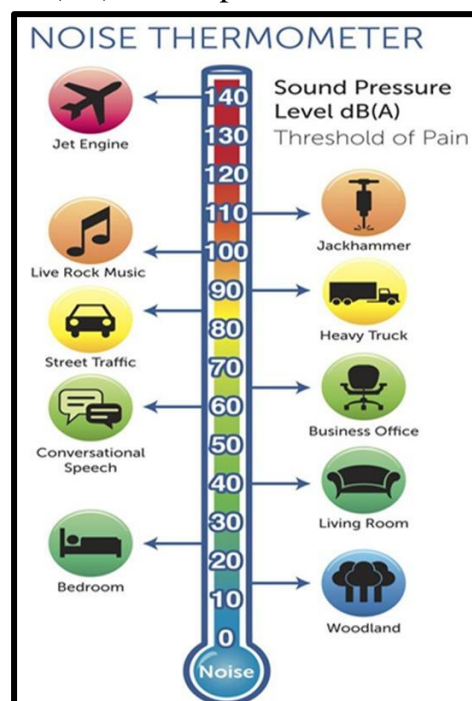 NOISE THERMOMETER
Sound Pressure
Level dB(A)
Threshold of Pain
140
130
120
110
100
90
80
70
60
50
40
30
20
10
0
Noise
Jet Engine
Live Rock Music
Street Traffic
Conversational
Speech
Bedroom
Jackhammer
Heavy Truck
Business Office
Living Room
Woodland